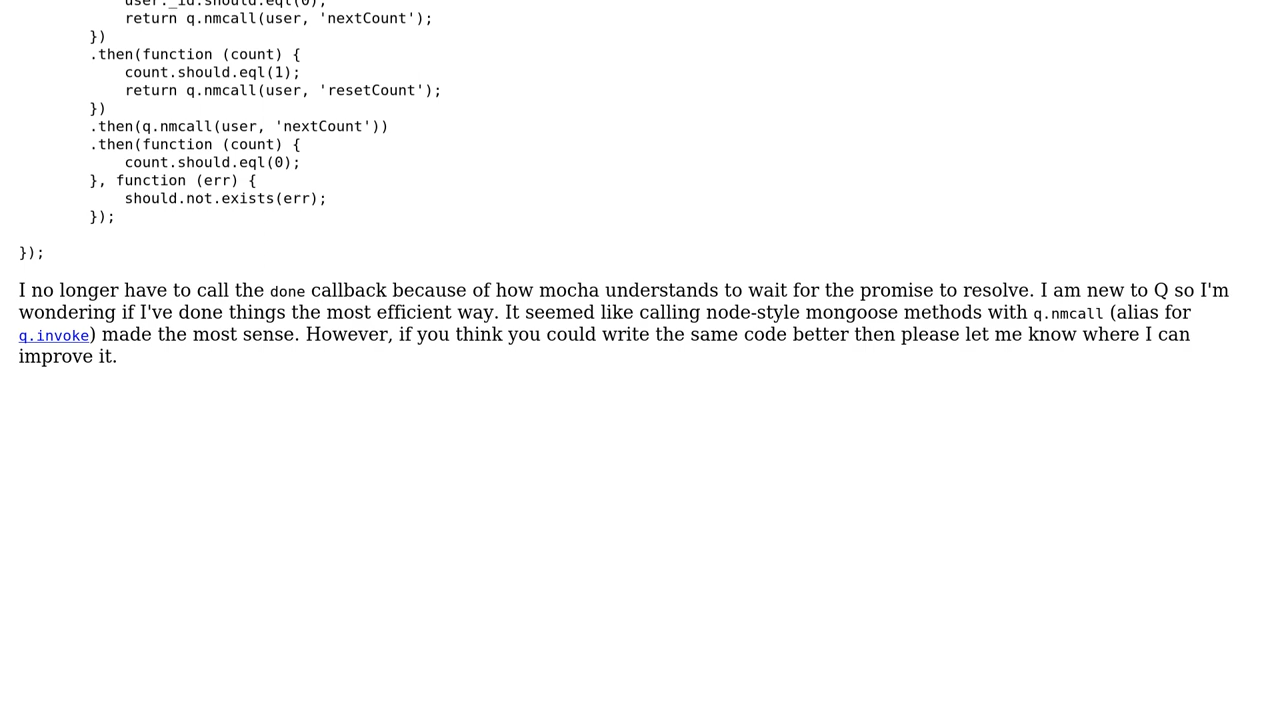 user._id.should.eql(0);
return q.nmcall(user, 'nextCount');
})
.then(function (count) {
count.should.eql(1);
return q.nmcall(user, 'resetCount');
})
.then(q.nmcall(user, 'nextCount'))
.then(function (count) {
count.should.eql(0);
}, function (err) {
should.not.exists(err);
});
});
I no longer have to call the done callback because of how mocha understands to wait for the promise to resolve. I am new to Q so I'm
wondering if I've done things the most efficient way. It seemed like calling node-style mongoose methods with q.nmcall (alias for
q.invoke) made the most sense. However, if you think you could write the same code better then please let me know where I can
improve it.